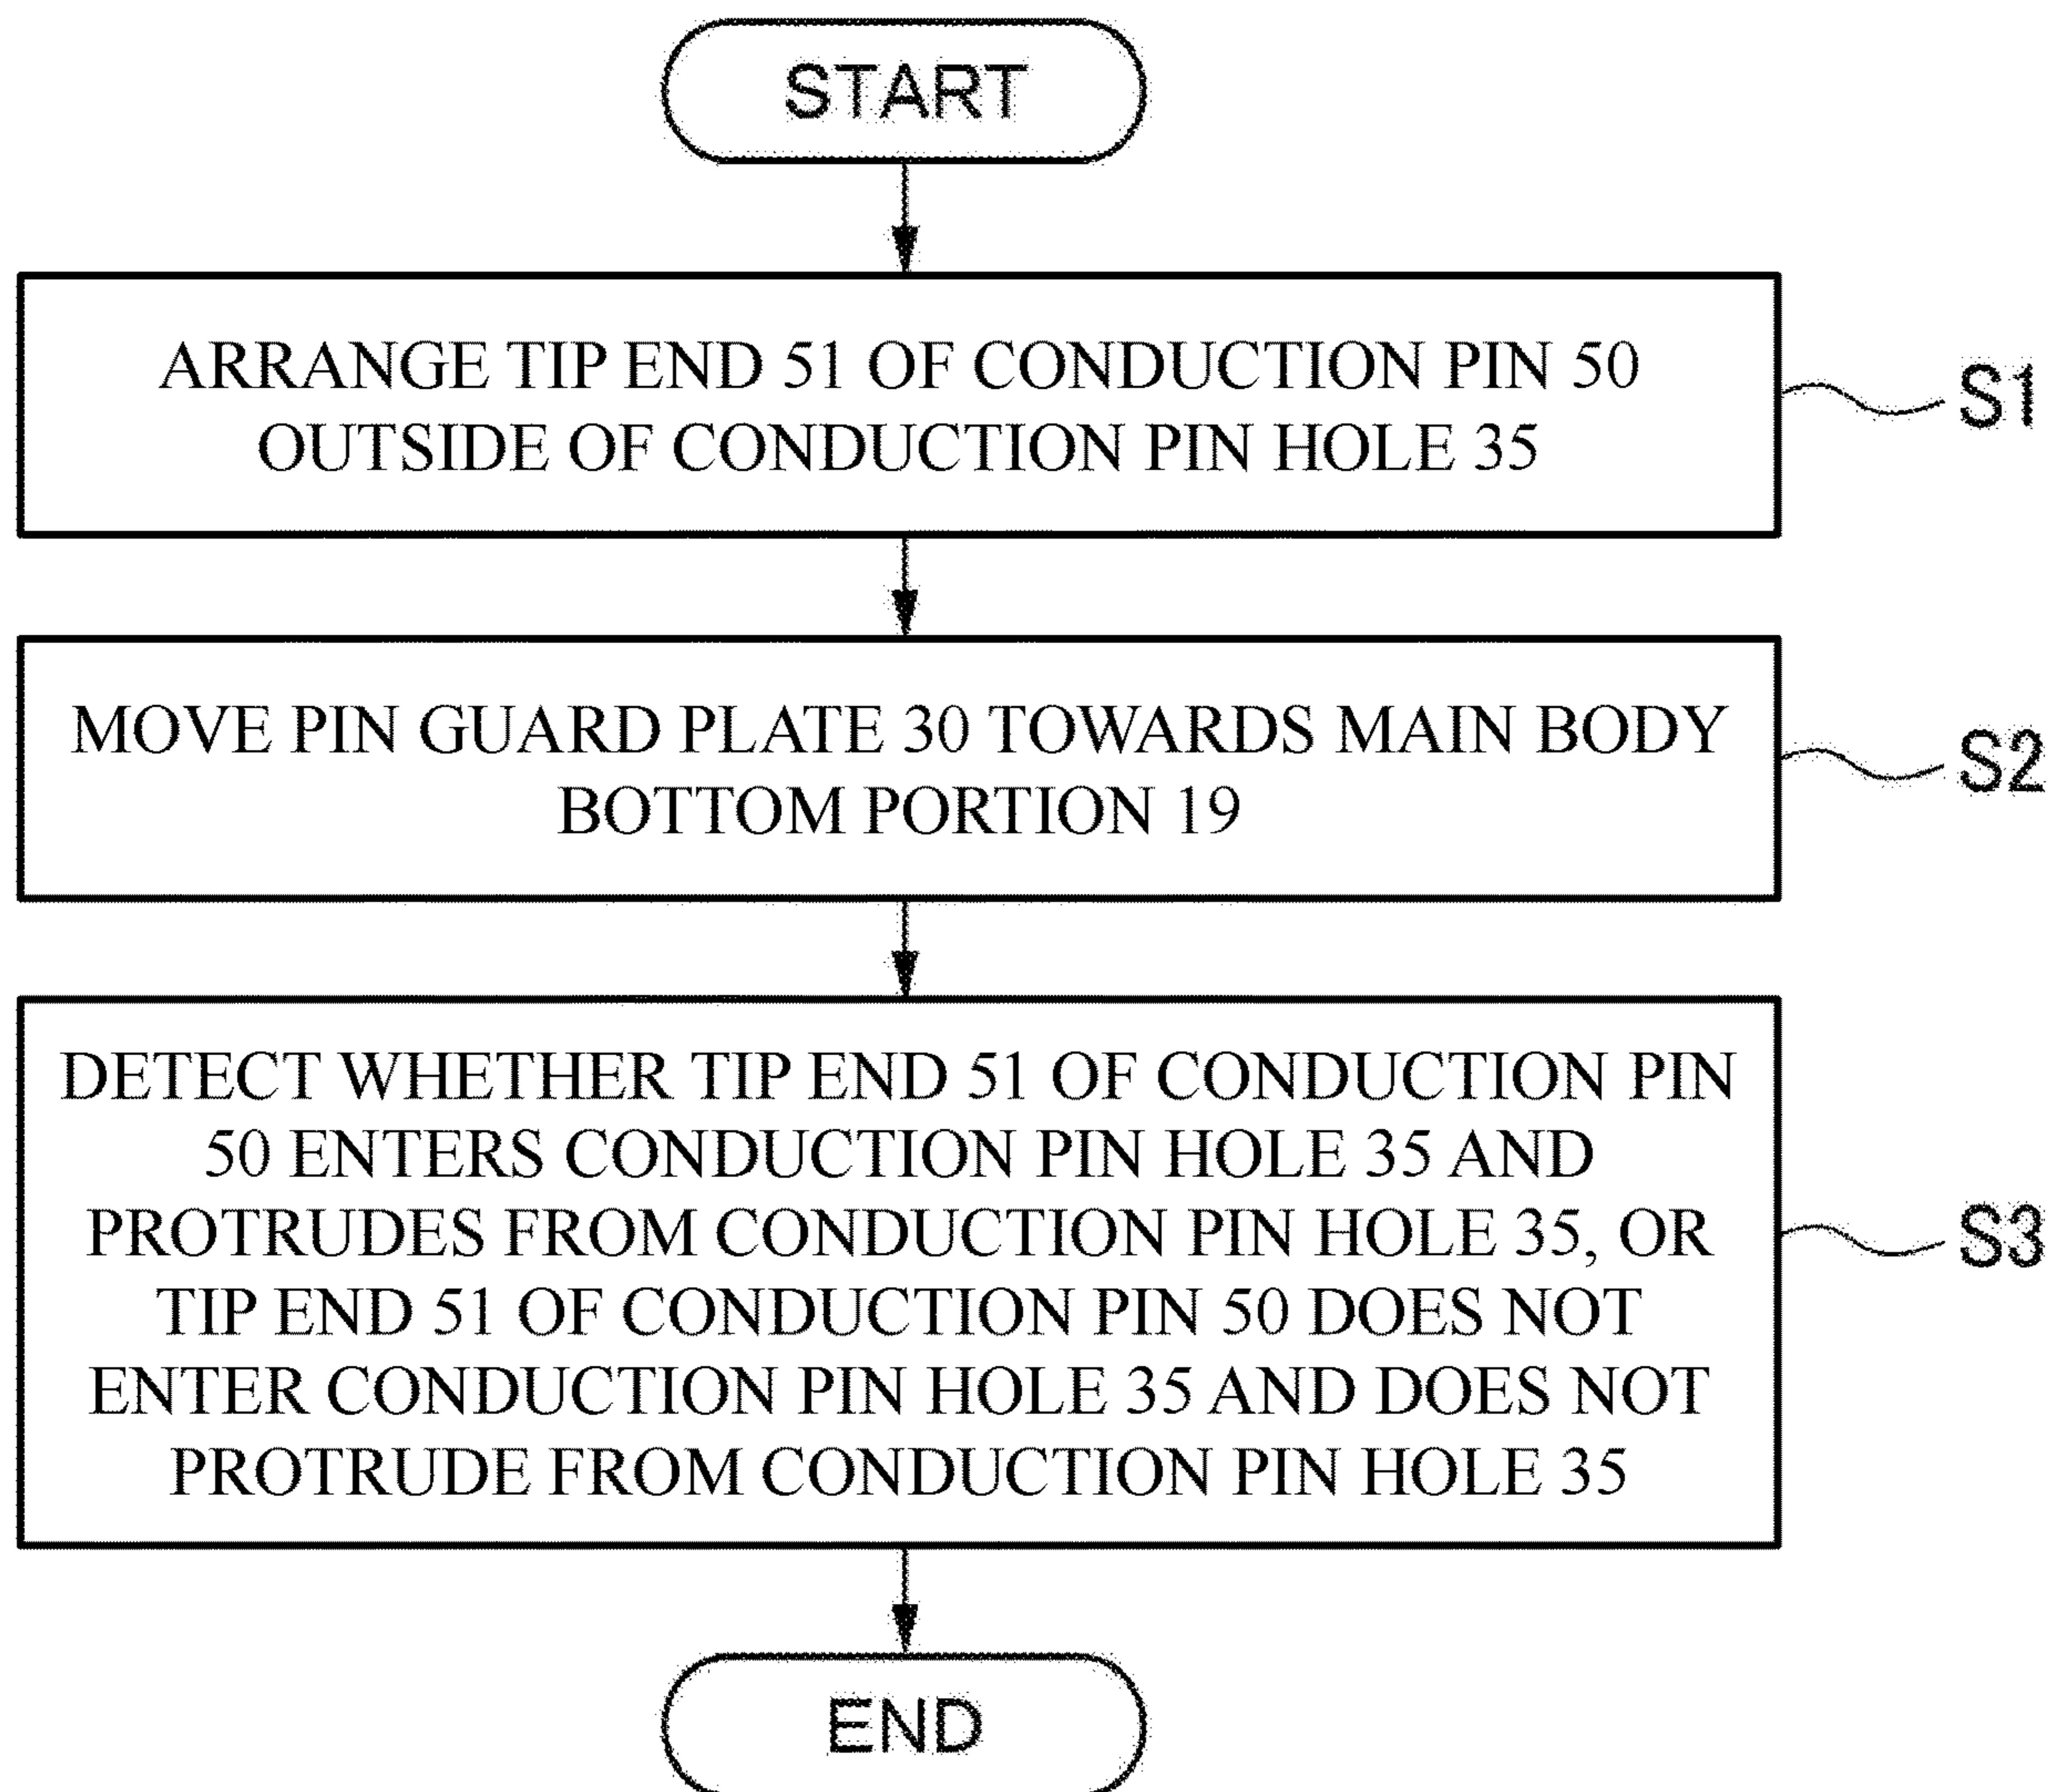 START
ARRANGE TIP END 51 OF CONDUCTION PIN 50
OUTSIDE OF CONDUCTION PIN HOLE 35
S1
MOVE PIN GUARD PLATE 30 TOWARDS MAIN BODY
BOTTOM PORTION 19
S2
DETECT WHETHER TIP END 51 OF CONDUCTION PIN
50 ENTERS CONDUCTION PIN HOLE 35 AND
PROTRUDES FROM CONDUCTION PIN HOLE 35, OR
TIP END 51 OF CONDUCTION PIN 50 DOES NOT
ENTER CONDUCTION PIN HOLE 35 AND DOES NOT
PROTRUDE FROM CONDUCTION PIN HOLE 35
S3
END